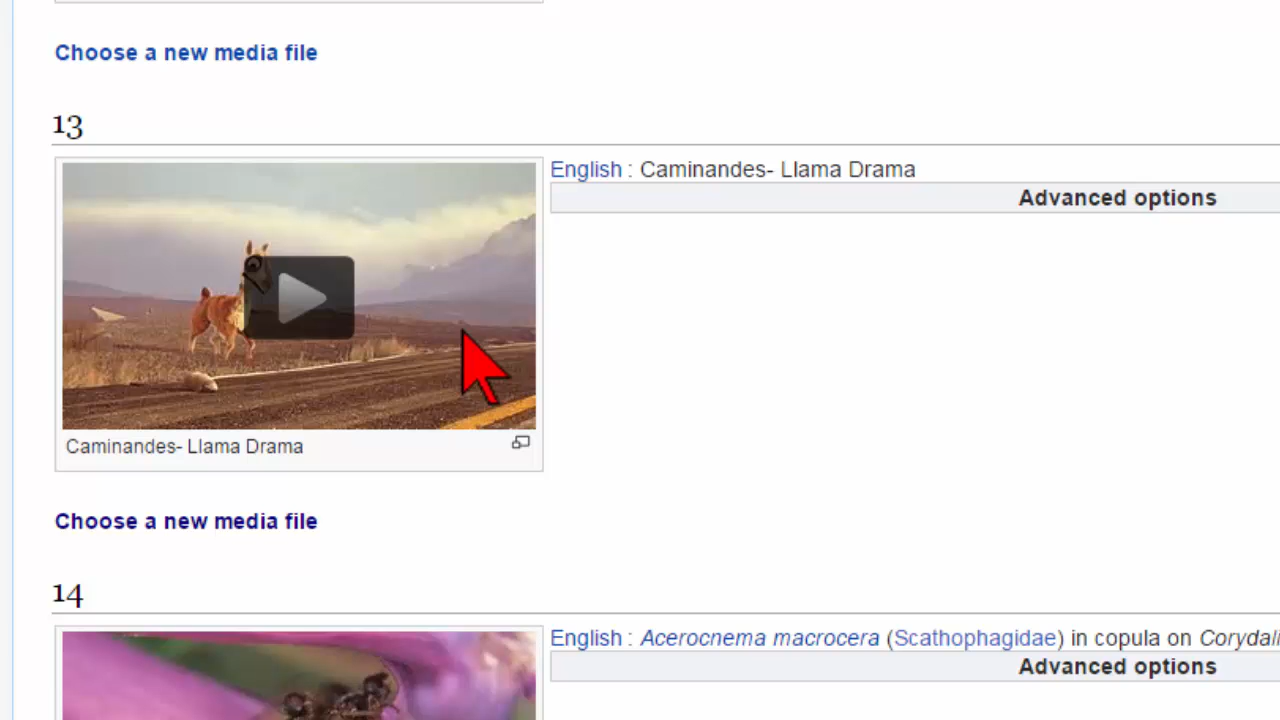 Choose a new media file
13
English : Caminandes- Llama Drama
Advanced options
Caminandes- Llama Drama
Choose a new media file
14
English : Acerocnema macrocera (Scathophagidae) in copula on
Advanced options